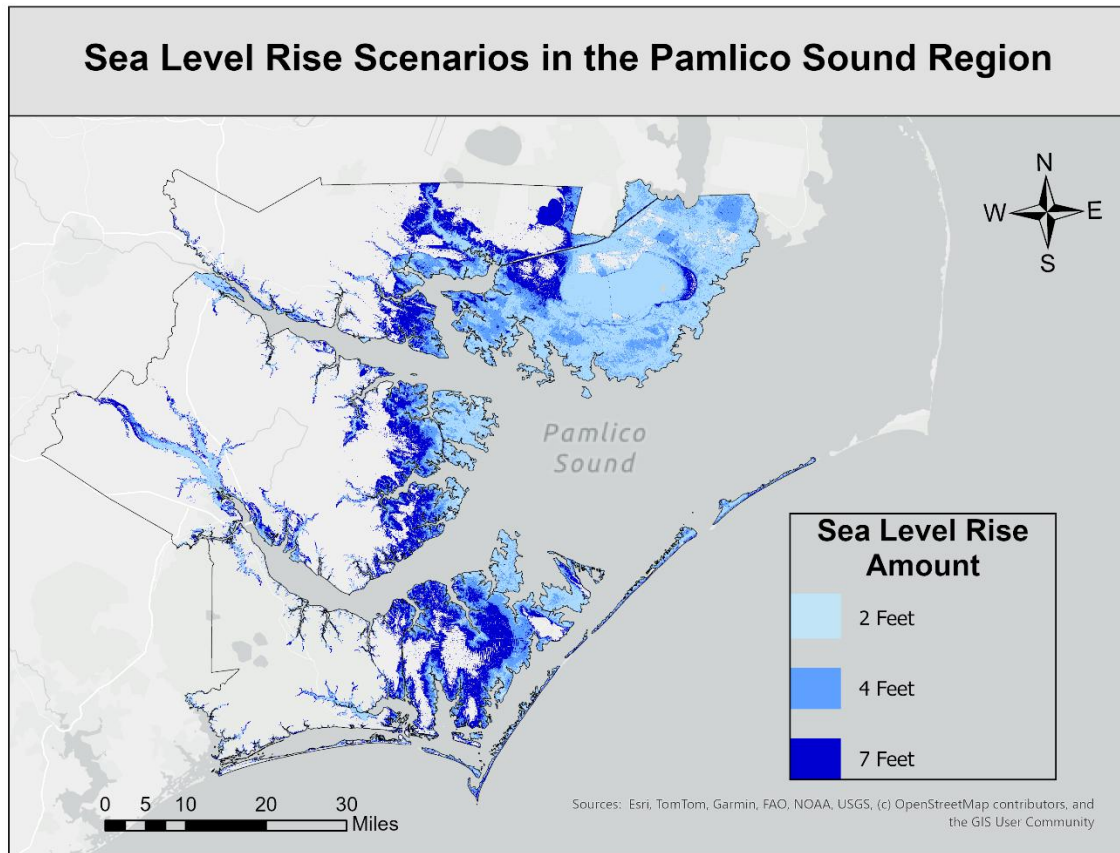 Sea Level Rise Scenarios in the Pamlico Sound Region
N
W E
S
Pamlico
Sound
Sea Level Rise
Amount
2 Feet
4 Feet
7 Feet
0 5 10 20 30
Miles
Sources: Esri, TomTom, Garmin, FAO, NOAA, USGS, (c) OpenStreetMap contributors, and
the GIS User Community